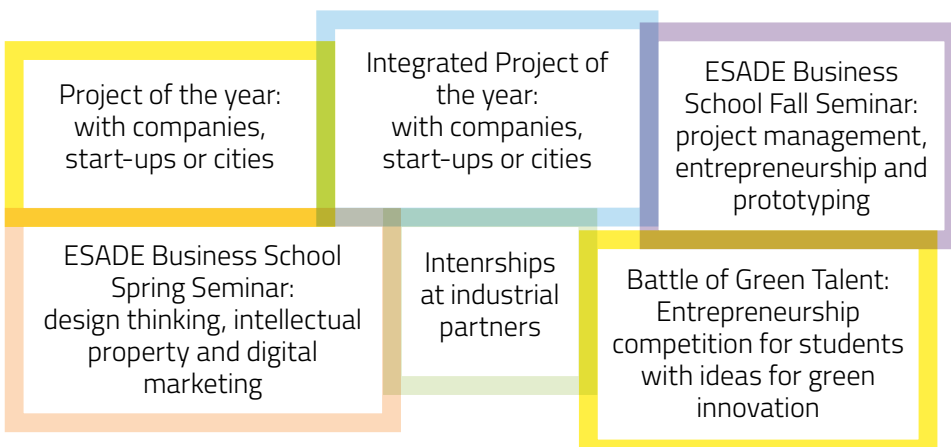 Project of the year:
with companies,
start-ups or cities
Integrated Project of
the year:
with companies,
start-ups or cities
ESADE Business
School Fall Seminar:
project management,
entrepreneurship and
prototyping
ESADE Business School
Spring Seminar:
design thinking, intellectual
property and digital
marketing
Intenrships
at industrial
partners
Battle of Green Talent:
Entrepreneurship
competition for students
with ideas for green
innovation